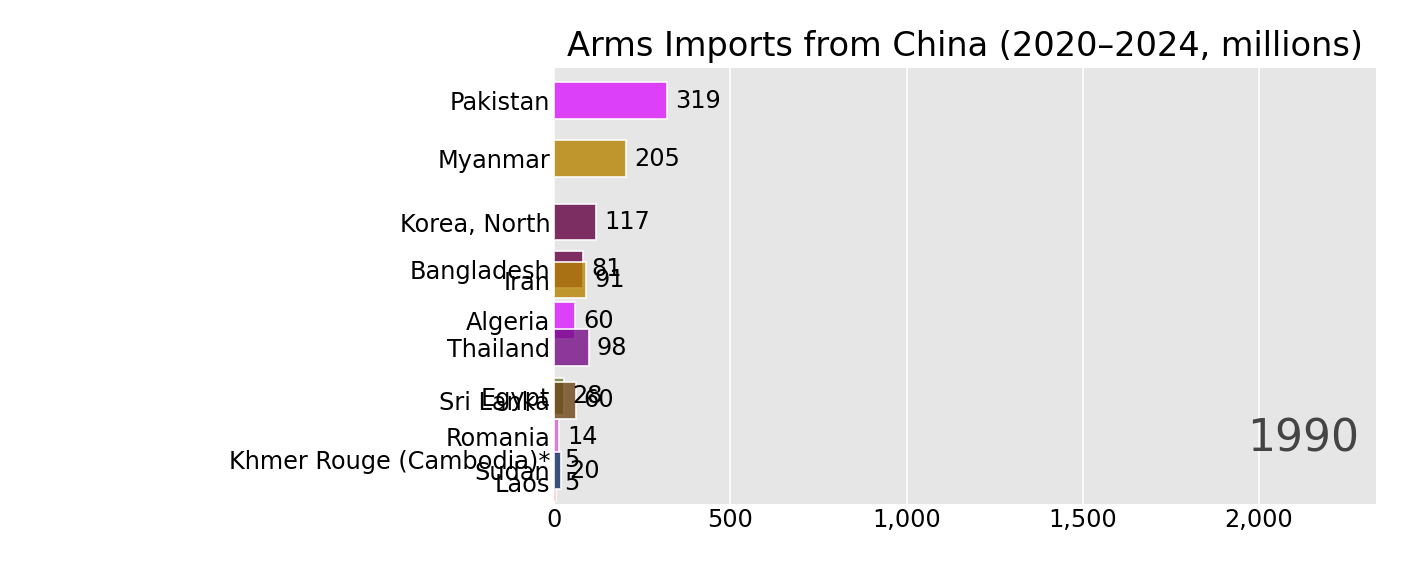 Arms Imports from China (2020–2024, millions)
Pakistan 319
Myanmar 205
Korea, North 117
Bangladesh 81
Iran 91
Algeria 60
Thailand 98
Egypt 28
Sri Lanka 60
Romania 14
Khmer Rouge (Cambodia)* 5
Sudan 20
Laos 5
1990
0 500 1,000 1,500 2,000